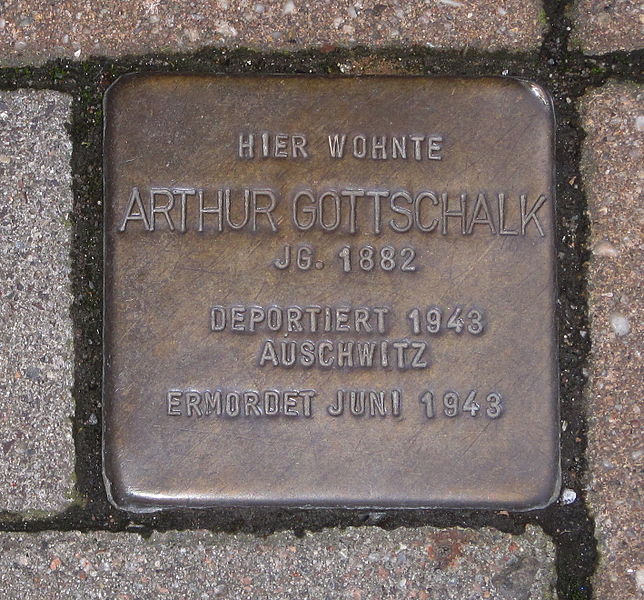 HIER WOHNTE
ARTHUR GOTTSCHALK
JG. 1882
DEPORTIERT 1943
AUSCHWITZ
ERMORDET JUNI 1943